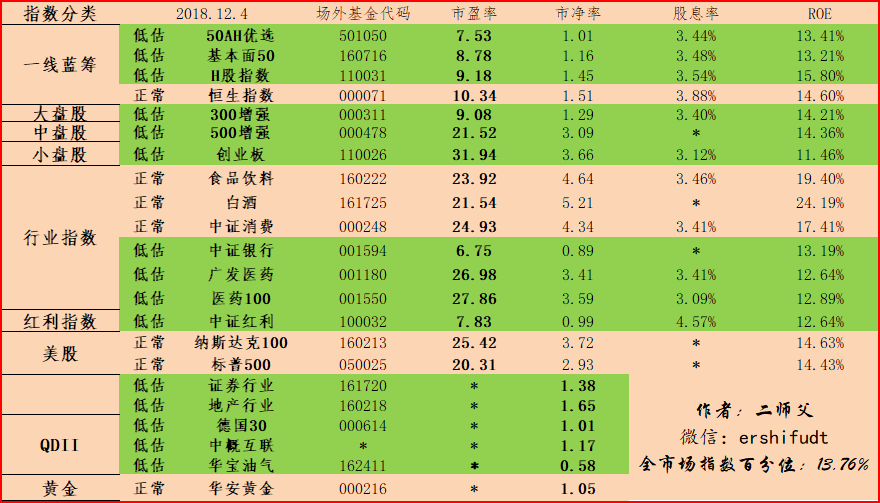 指数分类 2018.12.4 场外基金代码 市盈率 市净率 股息率 ROE
一线蓝筹
低估 50AH优选 501050 7.53 1.01 3.44% 13.41%
低估 基本面50 160716 8.78 1.16 3.48% 13.21%
低估 H股指数 110031 9.18 1.45 3.54% 15.80%
正常 恒生指数 000071 10.34 1.51 3.88% 14.60%
大盘股 低估 300增强 000311 9.08 1.29 3.40% 14.21%
中盘股 低估 500增强 000478 21.52 3.09 * 14.36%
小盘股 低估 创业板 110026 31.94 3.66 3.12% 11.46%
行业指数
正常 食品饮料 160222 23.92 4.64 3.46% 19.40%
正常 白酒 161725 21.54 5.21 * 24.19%
正常 中证消费 000248 24.93 4.34 3.41% 17.41%
低估 中证银行 001594 6.75 0.89 * 13.19%
低估 广发医药 001180 26.98 3.41 3.41% 12.64%
低估 医药100 001550 27.86 3.59 3.09% 12.89%
红利指数 低估 中证红利 100032 7.83 0.99 4.57% 12.64%
美股
正常 纳斯达克100 160213 25.42 3.72 * 14.63%
正常 标普500 050025 20.31 2.93 * 14.43%
低估 证券行业 161720 * 1.38
低估 地产行业 160218 * 1.65
QDII
低估 德国30 000614 * 1.01
低估 中概互联 * * 1.17
低估 华宝油气 162411 * 0.58
黄金 正常 华安黄金 000216 * 1.05
作者：二师父
微信：ershifudt
全市场指数百分位：13.76%